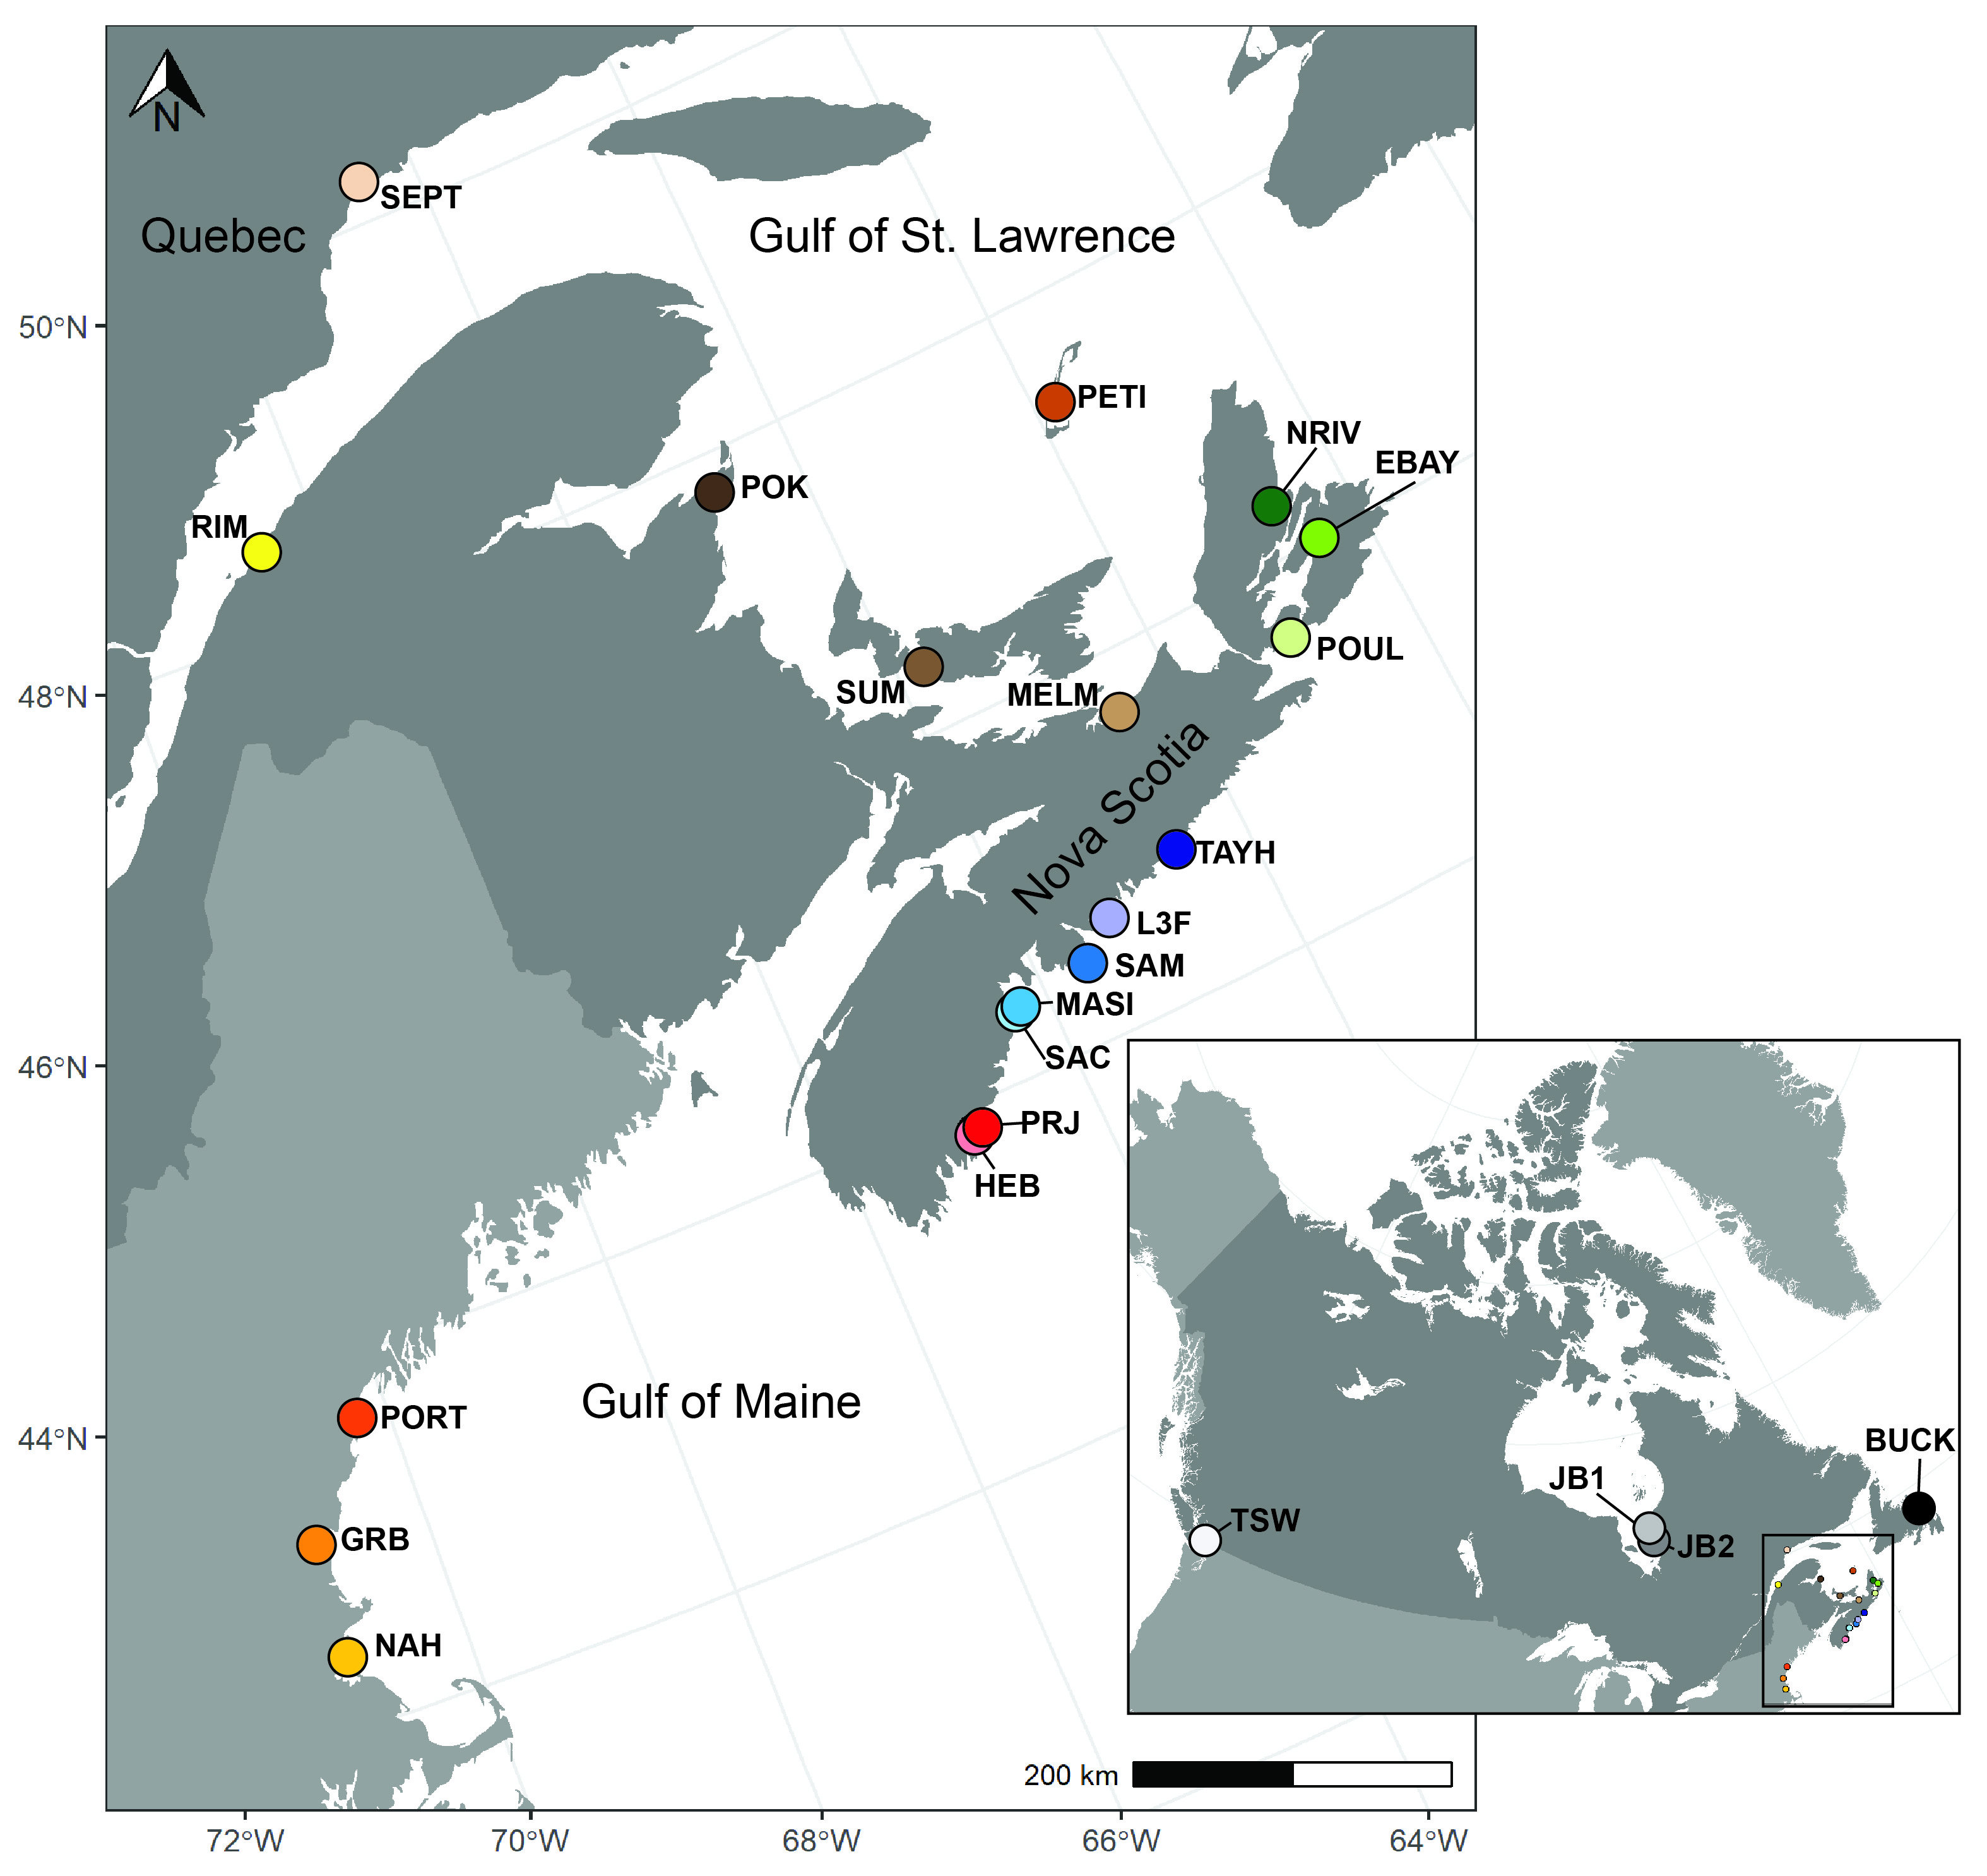 N
SEPT
Quebec
Gulf of St. Lawrence
50°N
PETI
NRIV
EBAY
POK
RIM
POUL
SUM
MELM
48°N
Nova Scotia
TAYH
L3F
SAM
MASI
SAC
46°N
PRJ
HEB
Gulf of Maine
PORT
44°N
GRB
NAH
BUCK
JB1
TSW
JB2
200 km
72°W
70°W
68°W
66°W
64°W